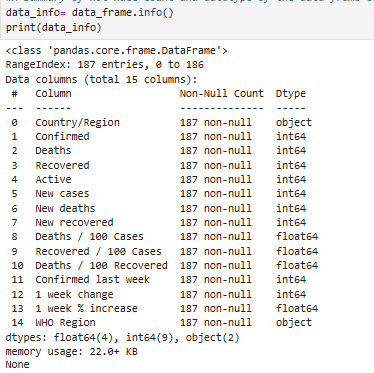 data_info= data_frame.info()
print(data_info)
<class 'pandas.core.frame.DataFrame'>
RangeIndex: 187 entries, 0 to 186
Data columns (total 15 columns):
 #   Column                  Non-Null Count  Dtype
---  ------                  --------------  -----
 0   Country/Region          187 non-null    object
 1   Confirmed               187 non-null    int64
 2   Deaths                  187 non-null    int64
 3   Recovered               187 non-null    int64
 4   Active                  187 non-null    int64
 5   New cases               187 non-null    int64
 6   New deaths              187 non-null    int64
 7   New recovered           187 non-null    int64
 8   Deaths / 100 Cases      187 non-null    float64
 9   Recovered / 100 Cases   187 non-null    float64
 10  Deaths / 100 Recovered  187 non-null    float64
 11  Confirmed last week     187 non-null    int64
 12  1 week change           187 non-null    int64
 13  1 week % increase       187 non-null    float64
 14  WHO Region              187 non-null    object
dtypes: float64(4), int64(9), object(2)
memory usage: 22.0+ KB
None